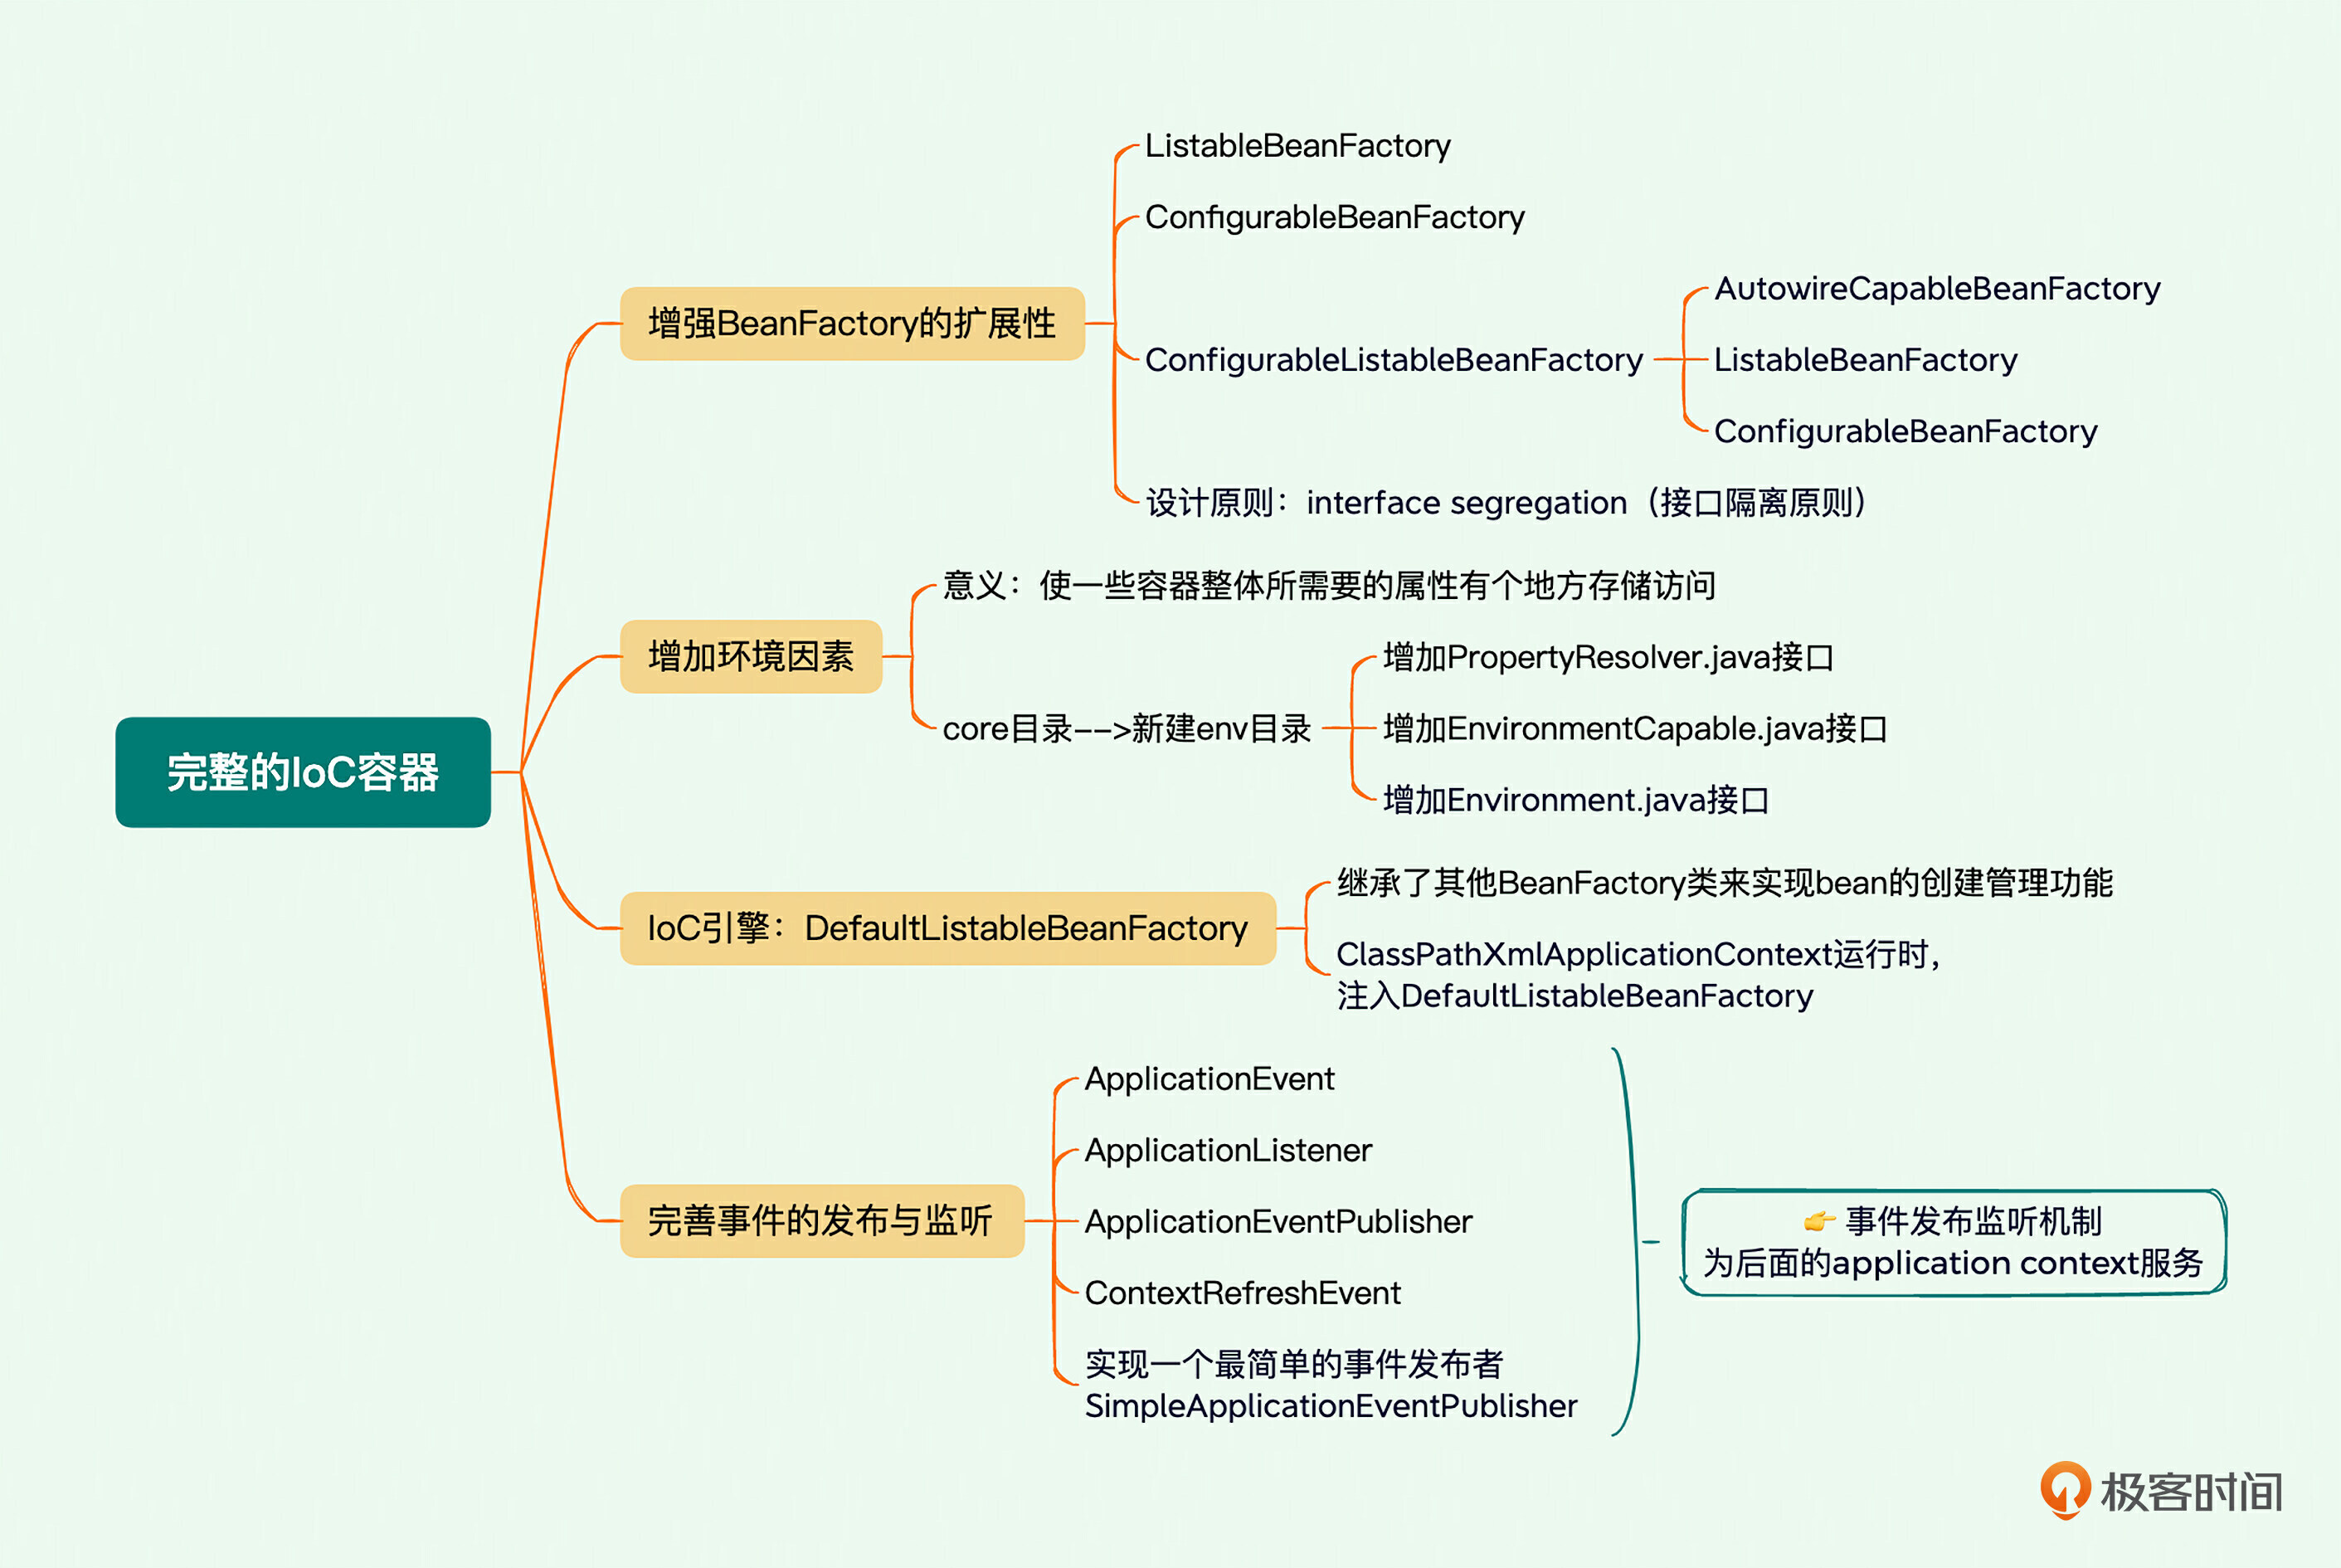 完整的IoC容器
增强BeanFactory的扩展性
ListableBeanFactory
ConfigurableBeanFactory
ConfigurableListableBeanFactory
AutowireCapableBeanFactory
ListableBeanFactory
ConfigurableBeanFactory
设计原则：interface segregation（接口隔离原则）
增加环境因素
意义：使一些容器整体所需要的属性有个地方存储访问
core目录-->新建env目录
增加PropertyResolver.java接口
增加EnvironmentCapable.java接口
增加Environment.java接口
IoC引擎：DefaultListableBeanFactory
继承了其他BeanFactory类来实现bean的创建管理功能
ClassPathXmlApplicationContext运行时，
注入DefaultListableBeanFactory
完善事件的发布与监听
ApplicationEvent
ApplicationListener
ApplicationEventPublisher
ContextRefreshEvent
实现一个最简单的事件发布者
SimpleApplicationEventPublisher
👉 事件发布监听机制
为后面的application context服务
极客时间